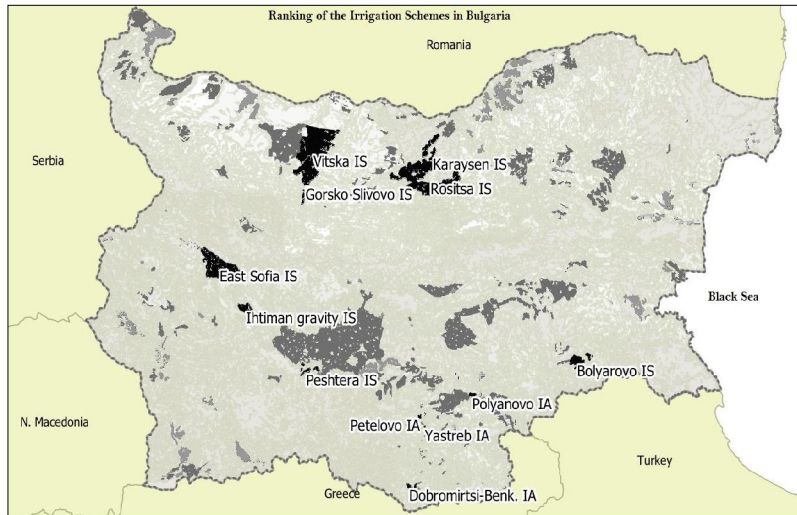 Ranking of the Irrigation Schemes in Bulgaria
Romania
Serbia
Vitska IS
Karaysen IS
Gorsko Slivovo IS
Rositsa IS
East Sofia IS
Black Sea
Ihtiman gravity IS
Peshtera IS
Bolyarovo IS
Polyanovo IA
N. Macedonia
Petelovo IA
Yastreb IA
Turkey
Greece
Dobromirtsi-Benk. IA